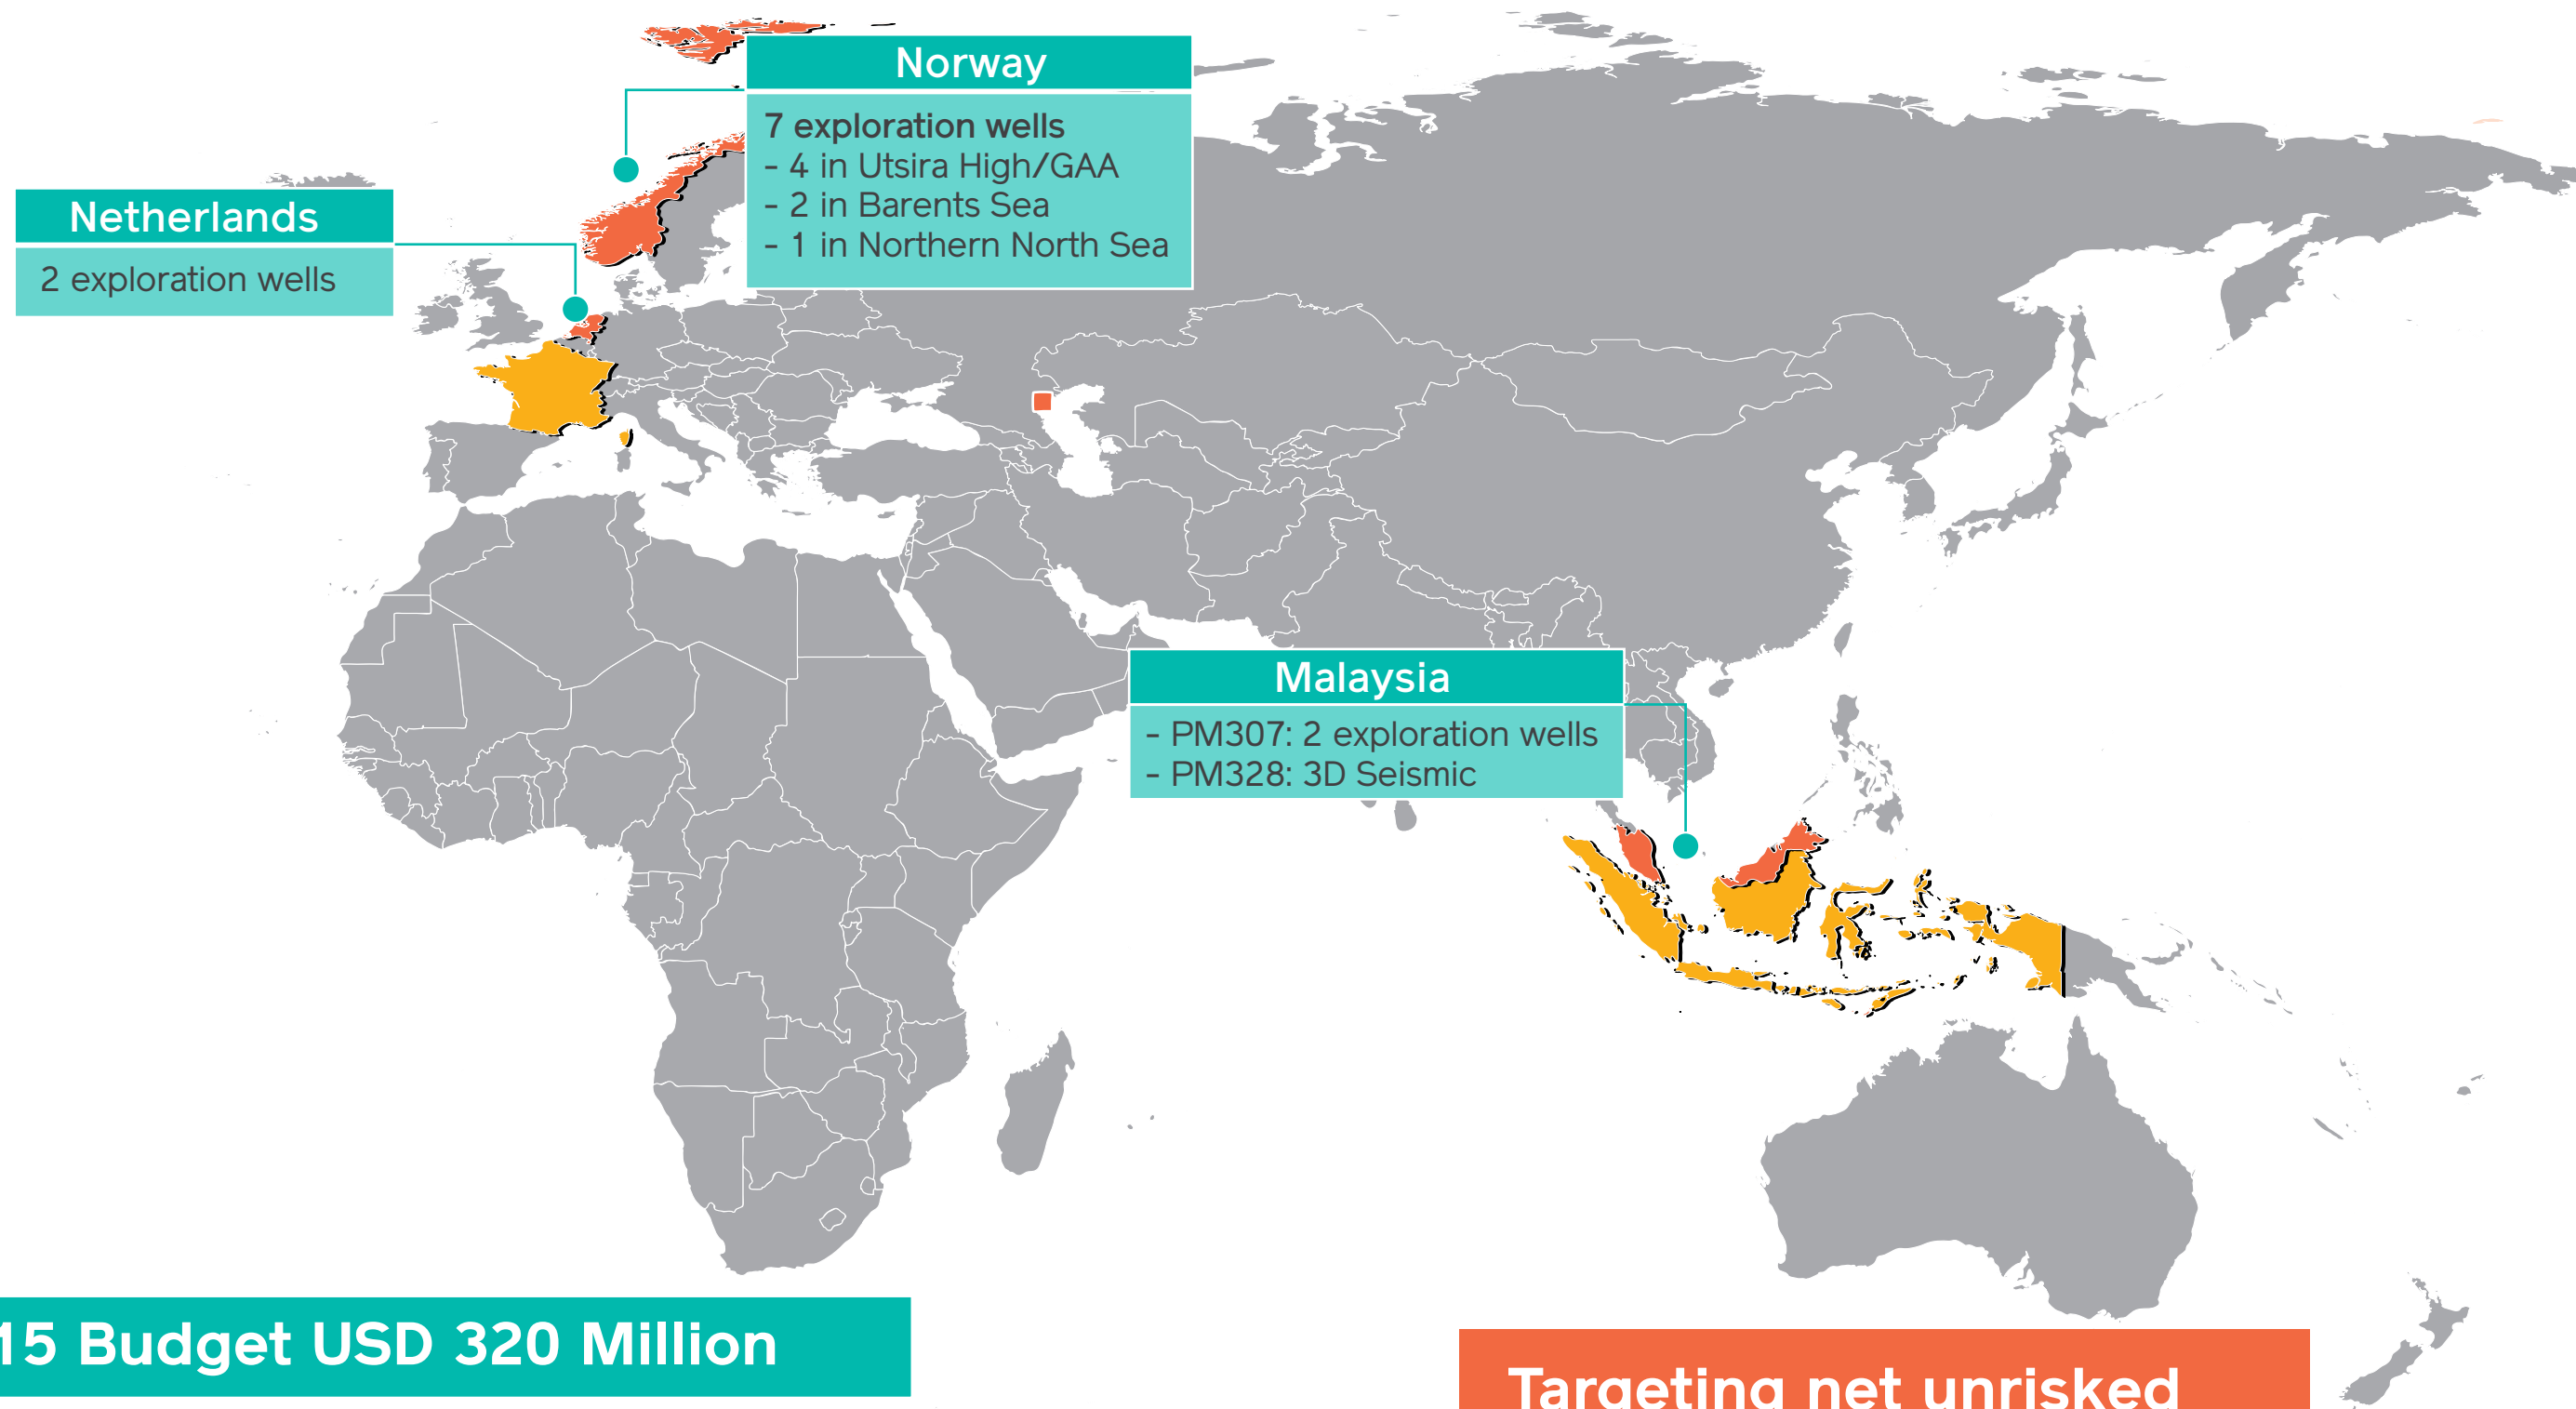 Norway
7 exploration wells
- 4 in Utsira High/GAA
- 2 in Barents Sea
- 1 in Northern North Sea
Netherlands
2 exploration wells
Malaysia
- PM307: 2 exploration wells
- PM328: 3D Seismic
15 Budget USD 320 Million
Targeting net unrisked